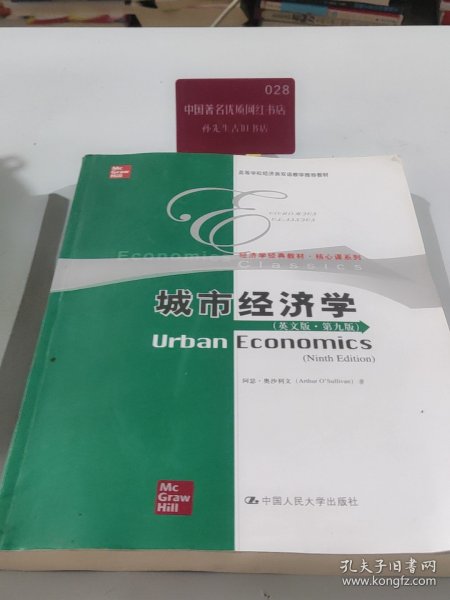 028
中国著名优质网红书店
孙先生古旧书店
Mc
Graw
Hill
高等学校经济类双语教学推荐教材
经济学经典教材·核心课系列
Economics
Classics
城市经济学
(英文版·第九版)
Urban Economics
(Ninth Edition)
阿瑟·奥沙利文 (Arthur O'Sullivan) 著
Mc
Graw
Hill
中国人民大学出版社
孔夫子旧书网
www.kongfz.com